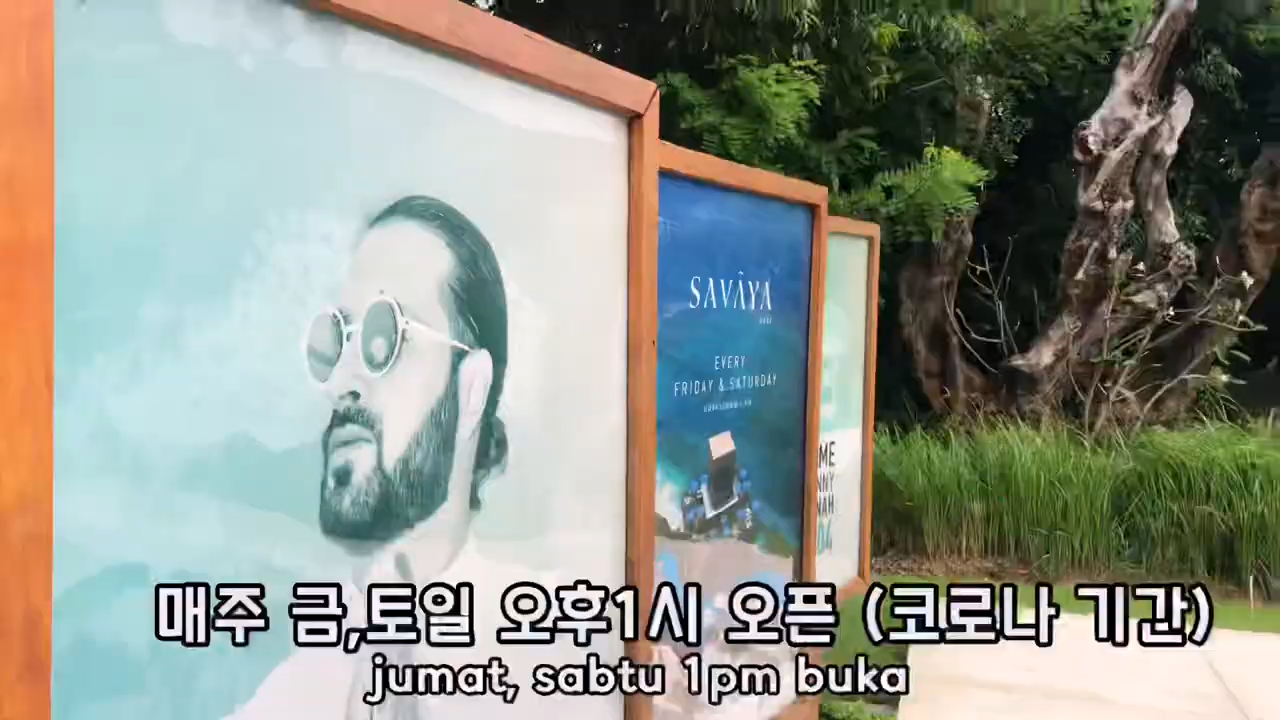 SAVÂYA
EVERY
FRIDAY & SATURDAY
매주 금,토일 오후1시 오픈 (코로나 기간)
jumat, sabtu 1pm buka